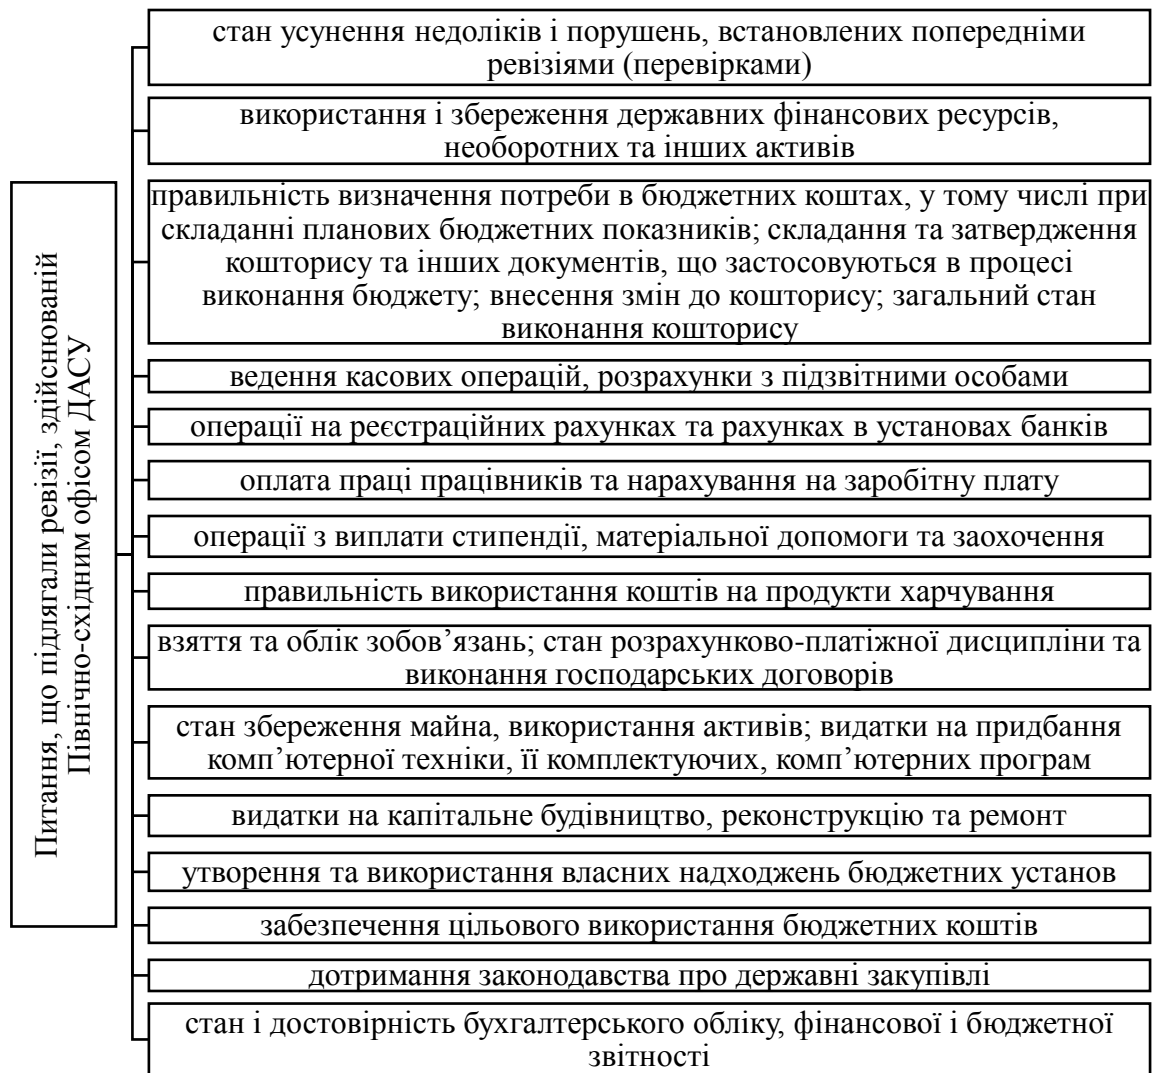 Питання, що підлягали ревізії, здійснюваній
Північно-східним офісом ДАСУ
стан усунення недоліків і порушень, встановлених попередніми
ревізіями (перевірками)
використання і збереження державних фінансових ресурсів,
необоротних та інших активів
правильність визначення потреби в бюджетних коштах, у тому числі при
складанні планових бюджетних показників; складання та затвердження
кошторису та інших документів, що застосовуються в процесі
виконання бюджету; внесення змін до кошторису; загальний стан
виконання кошторису
ведення касових операцій, розрахунки з підзвітними особами
операції на реєстраційних рахунках та рахунках в установах банків
оплата праці працівників та нарахування на заробітну плату
операції з виплати стипендії, матеріальної допомоги та заохочення
правильність використання коштів на продукти харчування
взяття та облік зобов’язань; стан розрахунково-платіжної дисципліни та
виконання господарських договорів
стан збереження майна, використання активів; видатки на придбання
комп’ютерної техніки, її комплектуючих, комп’ютерних програм
видатки на капітальне будівництво, реконструкцію та ремонт
утворення та використання власних надходжень бюджетних установ
забезпечення цільового використання бюджетних коштів
дотримання законодавства про державні закупівлі
стан і достовірність бухгалтерського обліку, фінансової і бюджетної
звітності